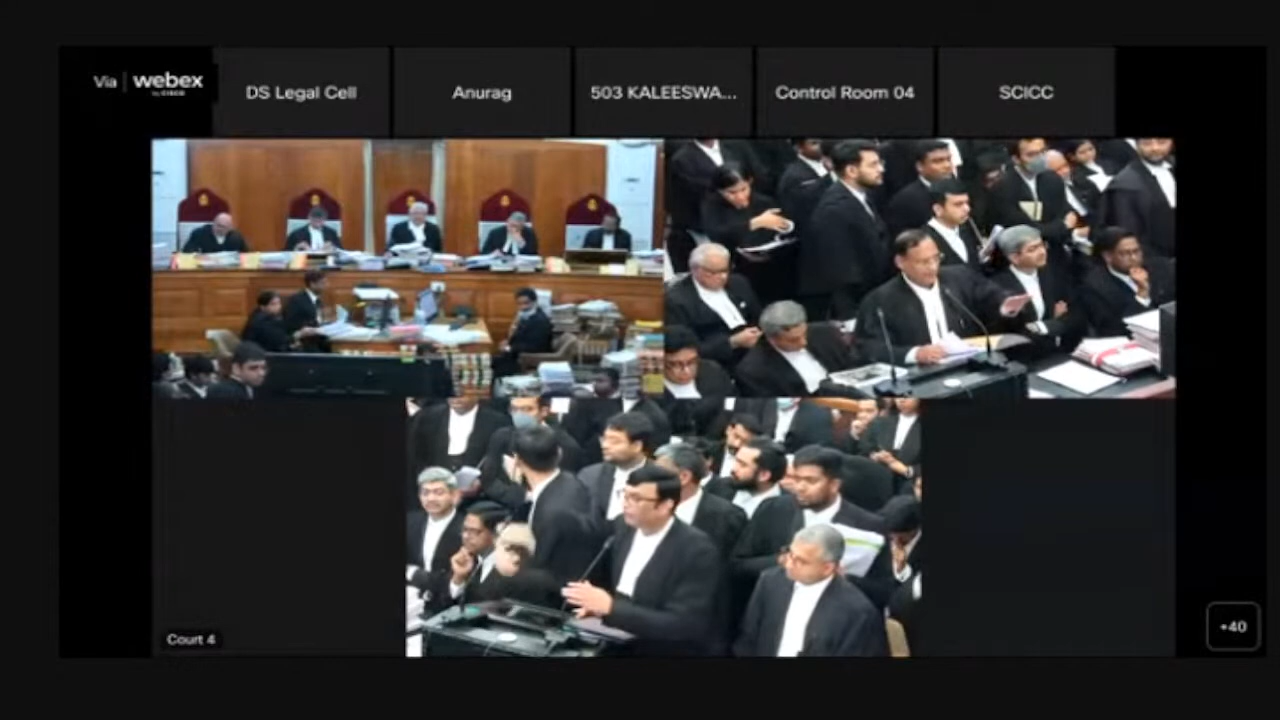 Via | webex
by CISCO
DS Legal Cell
Anurag
503 KALEESWA...
Control Room 04
SCICC
Court 4
+40